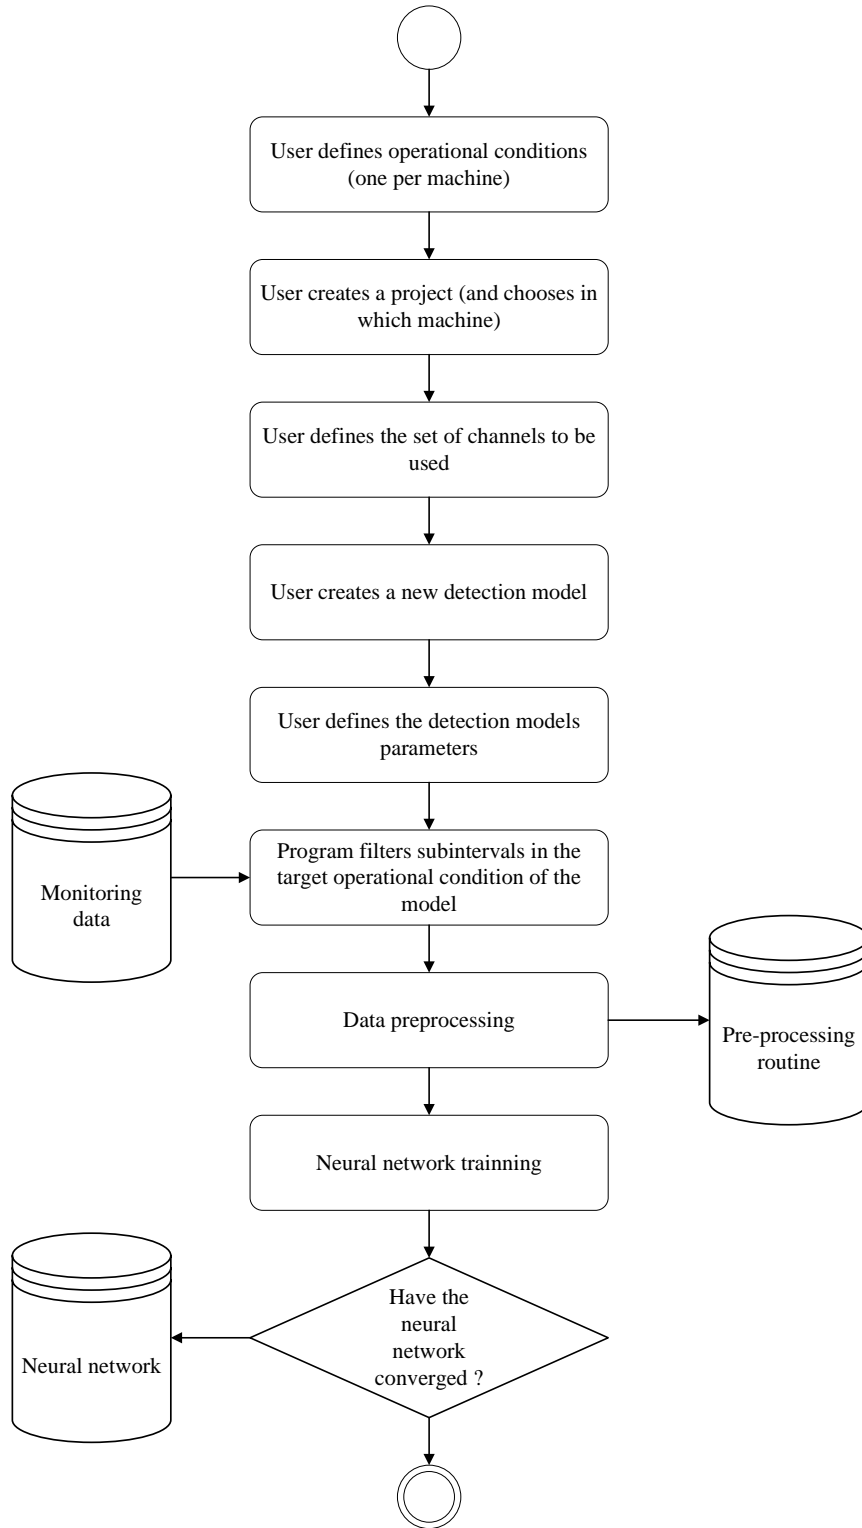 User defines operational conditions
(one per machine)
User creates a project (and chooses in
which machine)
User defines the set of channels to be
used
User creates a new detection model
User defines the detection models
parameters
Program filters subintervals in the
target operational condition of the
model
Monitoring
data
Data preprocessing
Pre-processing
routine
Neural network trainning
Have the
neural
network
converged ?
Neural network